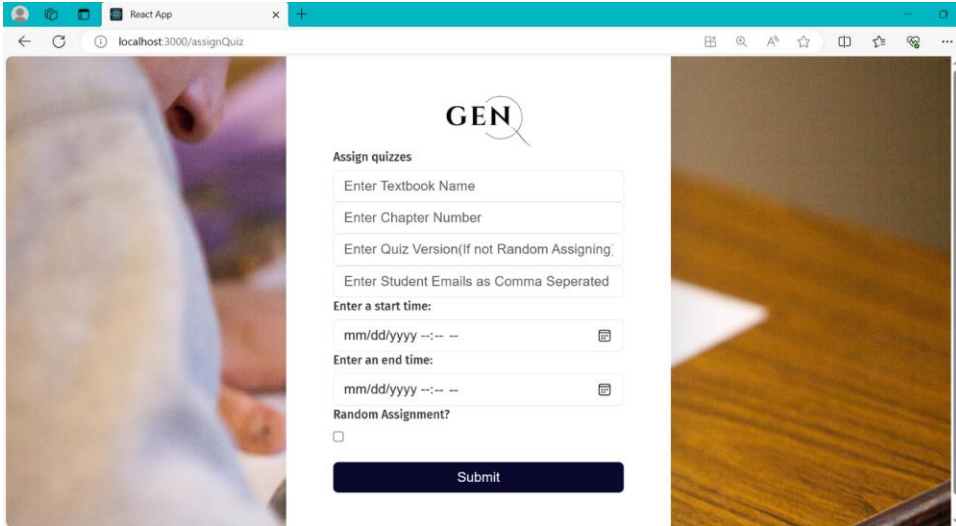 React App
localhost:3000/assignQuiz
GEN
Assign quizzes
Enter Textbook Name
Enter Chapter Number
Enter Quiz Version(If not Random Assigning)
Enter Student Emails as Comma Seperated
Enter a start time:
mm/dd/yyyy --:-- --
Enter an end time:
mm/dd/yyyy --:-- --
Random Assignment?
Submit